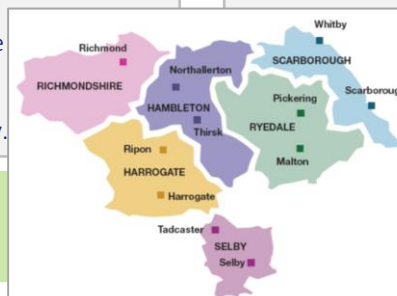 e
y.
Whitby
Richmond
SCARBOROUGH
Northallerton
RICHMONDSHIRE
Scarboroug
Pickering
HAMBLETON
RYEDALE
Thirsk
Ripon
Malton
HARROGATE
Harrogate
Tadcaster
SELBY
Selby